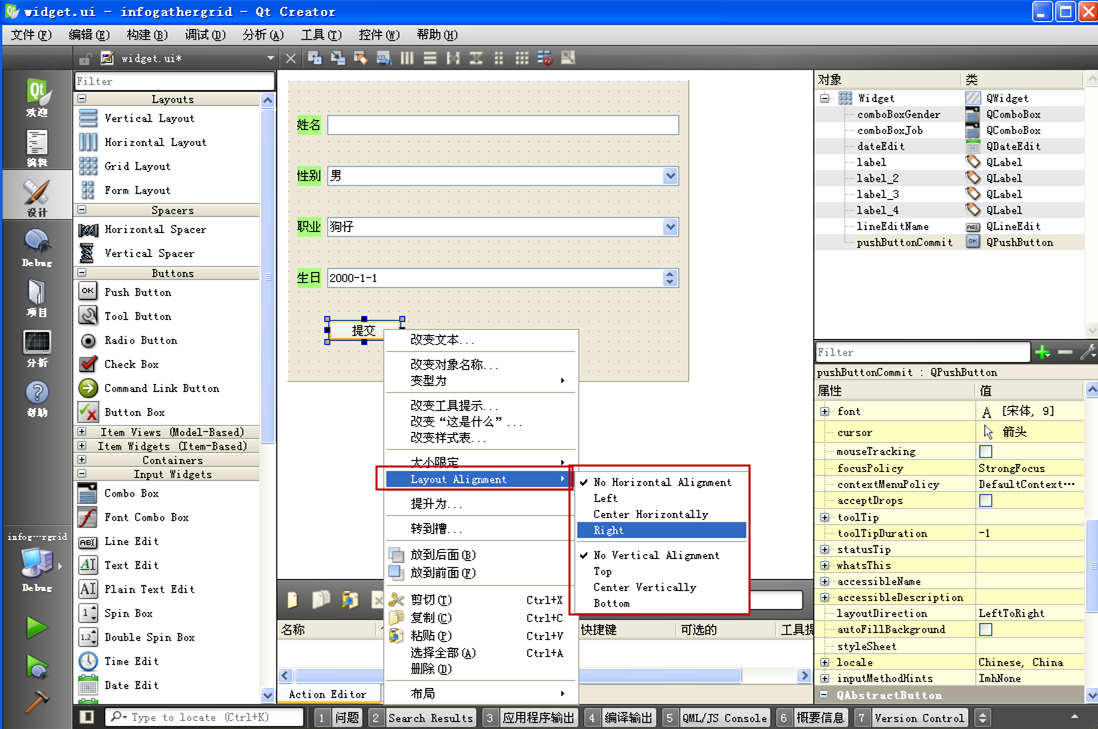 widget.ui - infogathergrid - Qt Creator
文件(F) 编辑(E) 构建(B) 调试(D) 分析(A) 工具(T) 控件(W) 帮助(H)
widget.ui*
欢迎
编辑
设计
Debug
项目
分析
帮助
infog⋯rgrid
Debug
Filter
Layouts
Vertical Layout
Horizontal Layout
Grid Layout
Form Layout
Spacers
Horizontal Spacer
Vertical Spacer
Buttons
Push Button
Tool Button
Radio Button
Check Box
Command Link Button
Button Box
Item Views (Model-Based)
Item Widgets (Item-Based)
Containers
Input Widgets
Combo Box
Font Combo Box
Line Edit
Text Edit
Plain Text Edit
Spin Box
Double Spin Box
Time Edit
Date Edit
姓名
性别 男
职业 狗仔
生日 2000-1-1
提交
改变文本...
改变对象名称...
变型为
改变工具提示...
改变“这是什么”...
改变样式表...
大小限定
Layout Alignment
提升为...
转到槽...
放到后面(B)
放到前面(F)
剪切(T) Ctrl+X
复制(C) Ctrl+C
粘贴(P) Ctrl+V
选择全部(A) Ctrl+A
删除(D)
布局
No Horizontal Alignment
Left
Center Horizontally
Right
No Vertical Alignment
Top
Center Vertically
Bottom
名称 快捷键 可选的 工具提
Action Editor
对象 类
Widget QWidget
comboBoxGender QComboBox
comboBoxJob QComboBox
dateEdit QDateEdit
label QLabel
label_2 QLabel
label_3 QLabel
label_4 QLabel
lineEditName QLineEdit
pushButtonCommit QPushButton
Filter
pushButtonCommit : QPushButton
属性 值
font [宋体, 9]
cursor 箭头
mouseTracking
focusPolicy StrongFocus
contextMenuPolicy DefaultContext⋯
acceptDrops
toolTip
toolTipDuration -1
statusTip
whatsThis
accessibleName
accessibleDescription
layoutDirection LeftToRight
autoFillBackground
styleSheet
locale Chinese, China
inputMethodHints ImhNone
QAbstractButton
Type to locate (Ctrl+K) 1 问题 2 Search Results 3 应用程序输出 4 编译输出 5 QML/JS Console 6 概要信息 7 Version Control